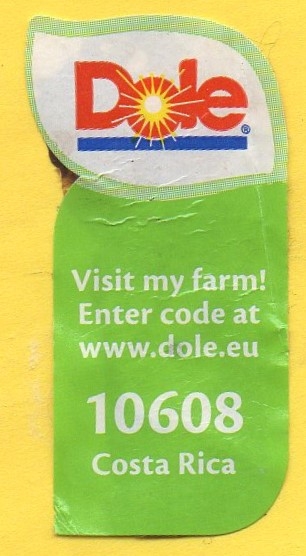 Dole®
Visit my farm!
Enter code at
www.dole.eu
10608
Costa Rica